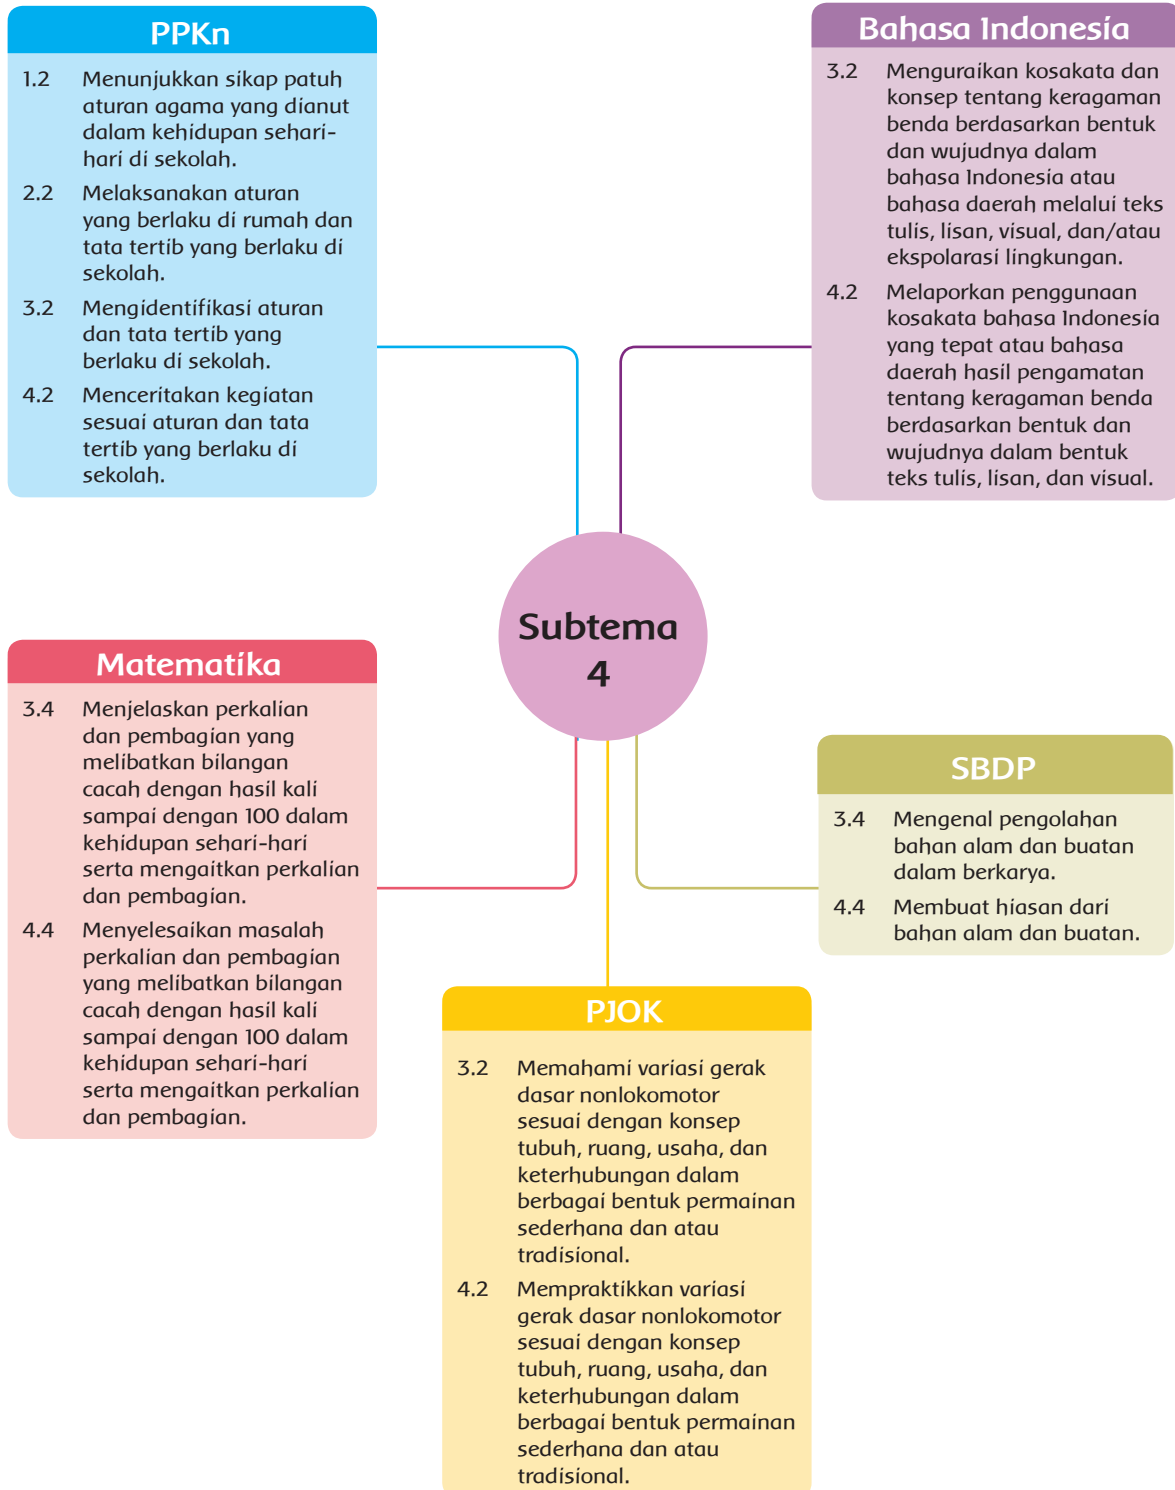 PPKn
1.2 Menunjukkan sikap patuh
aturan agama yang dianut
dalam kehidupan sehari-
hari di sekolah.
2.2 Melaksanakan aturan
yang berlaku di rumah dan
tata tertib yang berlaku di
sekolah.
3.2 Mengidentifikasi aturan
dan tata tertib yang
berlaku di sekolah.
4.2 Menceritakan kegiatan
sesuai aturan dan tata
tertib yang berlaku di
sekolah.
Bahasa Indonesia
3.2 Menguraikan kosakata dan
konsep tentang keragaman
benda berdasarkan bentuk
dan wujudnya dalam
bahasa Indonesia atau
bahasa daerah melalui teks
tulis, lisan, visual, dan/atau
ekspolarasi lingkungan.
4.2 Melaporkan penggunaan
kosakata bahasa Indonesia
yang tepat atau bahasa
daerah hasil pengamatan
tentang keragaman benda
berdasarkan bentuk dan
wujudnya dalam bentuk
teks tulis, lisan, dan visual.
Subtema
4
Matematika
3.4 Menjelaskan perkalian
dan pembagian yang
melibatkan bilangan
cacah dengan hasil kali
sampai dengan 100 dalam
kehidupan sehari-hari
serta mengaitkan perkalian
dan pembagian.
4.4 Menyelesaikan masalah
perkalian dan pembagian
yang melibatkan bilangan
cacah dengan hasil kali
sampai dengan 100 dalam
kehidupan sehari-hari
serta mengaitkan perkalian
dan pembagian.
SBDP
3.4 Mengenal pengolahan
bahan alam dan buatan
dalam berkarya.
4.4 Membuat hiasan dari
bahan alam dan buatan.
PJOK
3.2 Memahami variasi gerak
dasar nonlokomotor
sesuai dengan konsep
tubuh, ruang, usaha, dan
keterhubungan dalam
berbagai bentuk permainan
sederhana dan atau
tradisional.
4.2 Mempraktikkan variasi
gerak dasar nonlokomotor
sesuai dengan konsep
tubuh, ruang, usaha, dan
keterhubungan dalam
berbagai bentuk permainan
sederhana dan atau
tradisional.